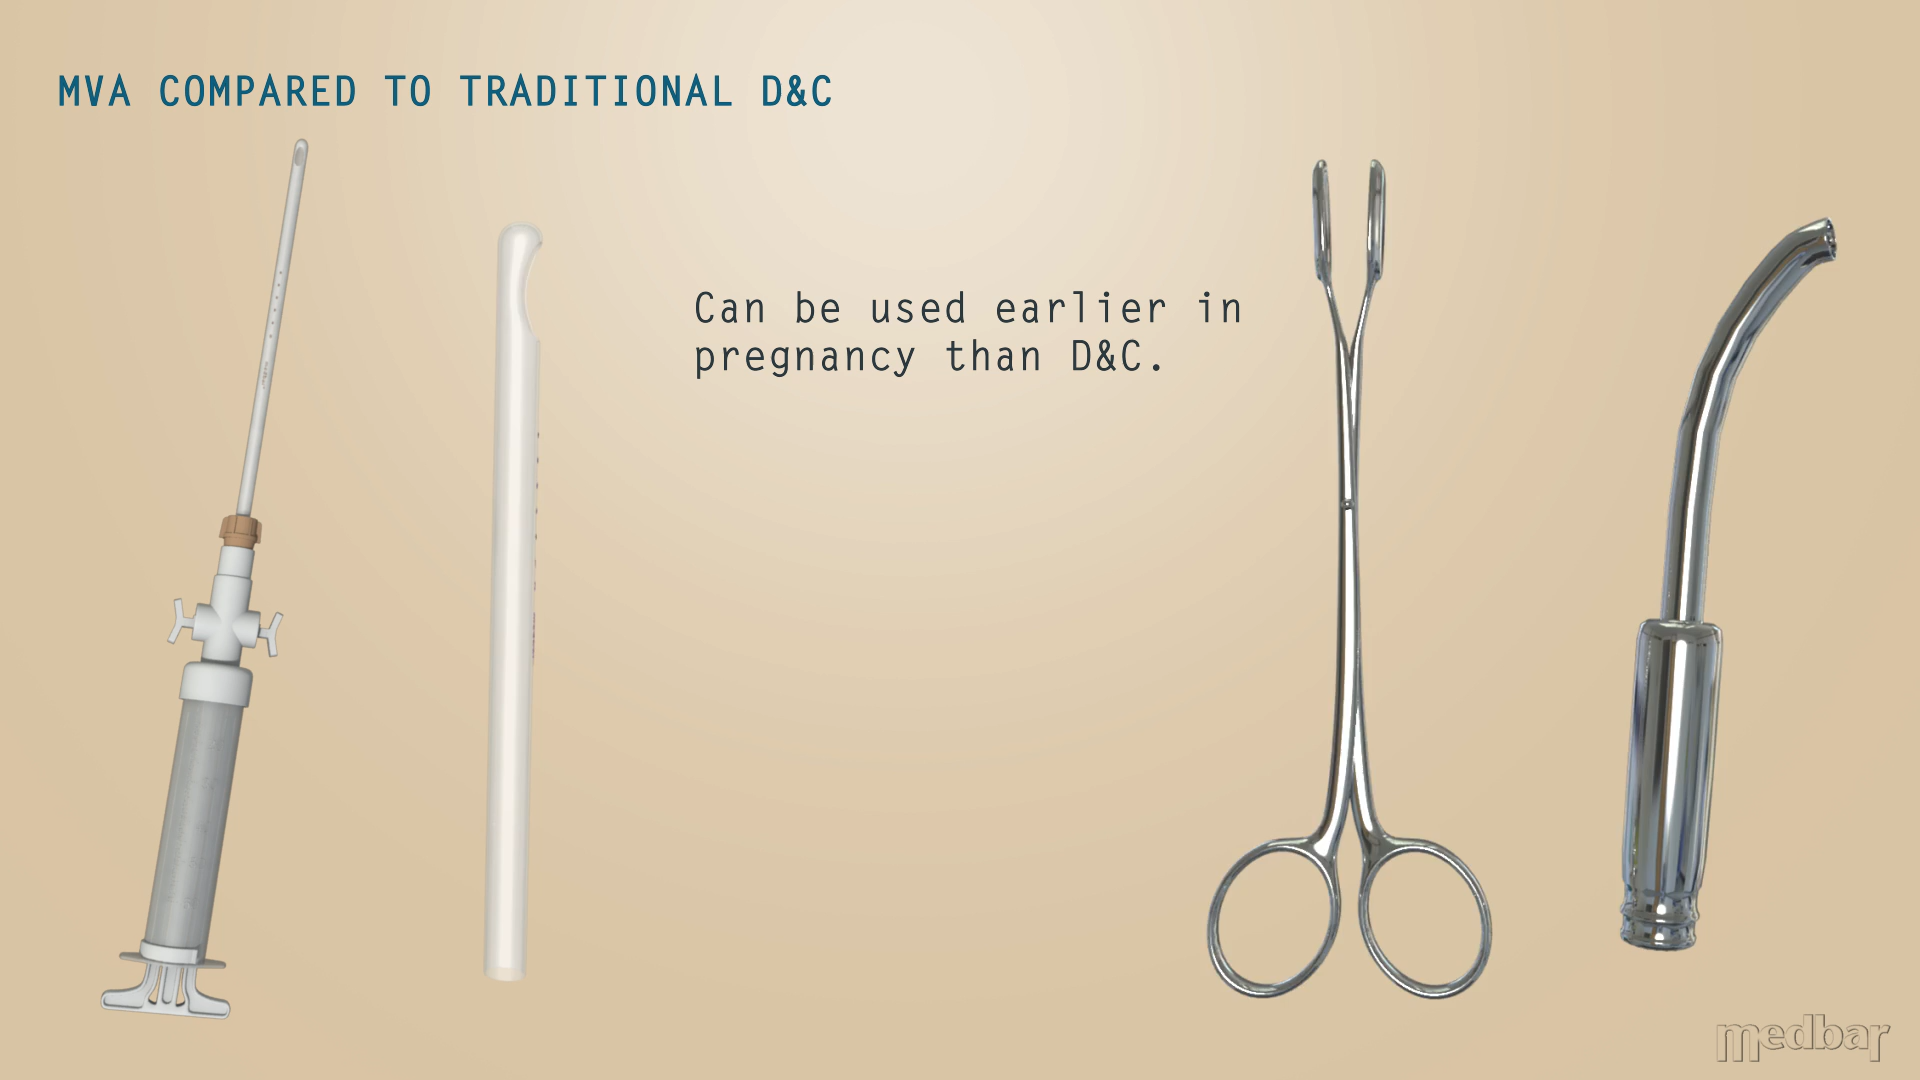 MVA COMPARED TO TRADITIONAL D&C
Can be used earlier in
pregnancy than D&C.
medbar